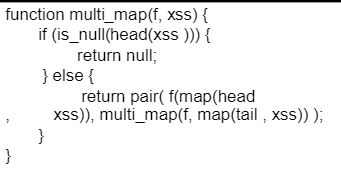 function multi_map(f, xss) {
if (is_null(head(xss ))) {
return null;
} else {
return pair( f(map(head
, xss)), multi_map(f, map(tail , xss)) );
}
}